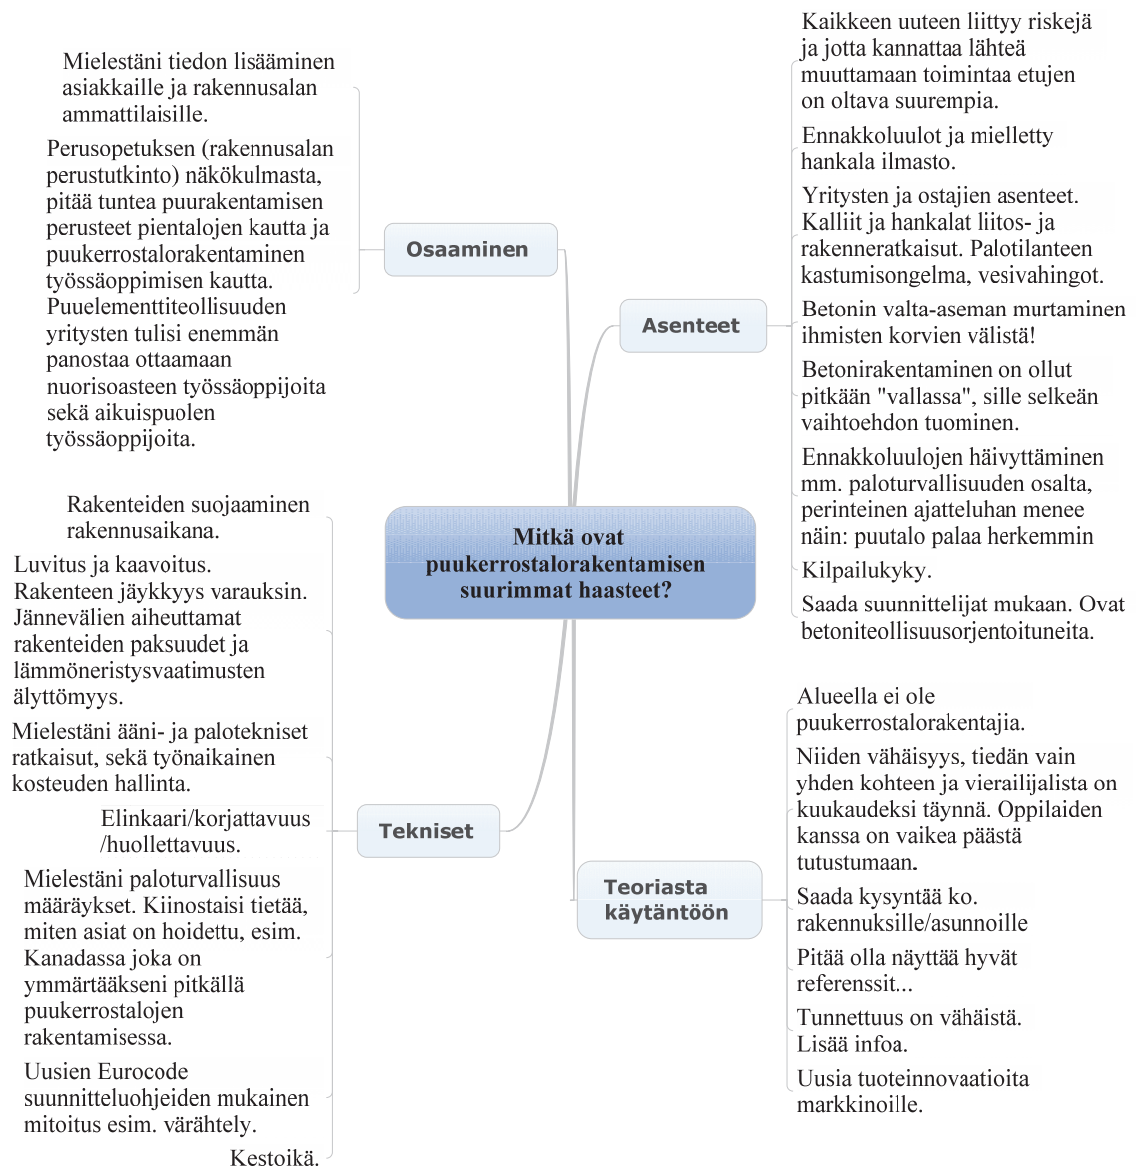 Mitkä ovat
puukerrostalorakentamisen
suurimmat haasteet?
Osaaminen
Mielestäni tiedon lisääminen
asiakkaille ja rakennusalan
ammattilaisille.
Perusopetuksen (rakennusalan
perustutkinto) näkökulmasta,
pitää tuntea puurakentamisen
perusteet pientalojen kautta ja
puukerrostalorakentaminen
työssäoppimisen kautta.
Puuelementtiteollisuuden
yritysten tulisi enemmän
panostaa ottaamaan
nuorisoasteen työssäoppijoita
sekä aikuispuolen
työssäoppijoita.
Asenteet
Kaikkeen uuteen liittyy riskejä
ja jotta kannattaa lähteä
muuttamaan toimintaa etujen
on oltava suurempia.
Ennakkoluulot ja mielletty
hankala ilmasto.
Yritysten ja ostajien asenteet.
Kalliit ja hankalat liitos- ja
rakenneratkaisut. Palotilanteen
kastumisongelma, vesivahingot.
Betonin valta-aseman murtaminen
ihmisten korvien välistä!
Betonirakentaminen on ollut
pitkään "vallassa", sille selkeän
vaihtoehdon tuominen.
Ennakkoluulojen häivyttäminen
mm. paloturvallisuuden osalta,
perinteinen ajatteluhan menee
näin: puutalo palaa herkemmin
Kilpailukyky.
Saada suunnittelijat mukaan. Ovat
betoniteollisuusorjentoituneita.
Tekniset
Rakenteiden suojaaminen
rakennusaikana.
Luvitus ja kaavoitus.
Rakenteen jäykkyys varauksin.
Jännevälien aiheuttamat
rakenteiden paksuudet ja
lämmöneristysvaatimusten
älyttömyys.
Mielestäni ääni- ja palotekniset
ratkaisut, sekä työnaikainen
kosteuden hallinta.
Elinkaari/korjattavuus
/huollettavuus.
Mielestäni paloturvallisuus
määräykset. Kiinostaisi tietää,
miten asiat on hoidettu, esim.
Kanadassa joka on
ymmärtääkseni pitkällä
puukerrostalojen
rakentamisessa.
Uusien Eurocode
suunnitteluohjeiden mukainen
mitoitus esim. värähtely.
Kestoikä.
Teoriasta
käytäntöön
Alueella ei ole
puukerrostalorakentajia.
Niiden vähäisyys, tiedän vain
yhden kohteen ja vierailijalista on
kuukaudeksi täynnä. Oppilaiden
kanssa on vaikea päästä
tutustumaan.
Saada kysyntää ko.
rakennuksille/asunnoille
Pitää olla näyttää hyvät
referenssit...
Tunnettuus on vähäistä.
Lisää infoa.
Uusia tuoteinnovaatioita
markkinoille.